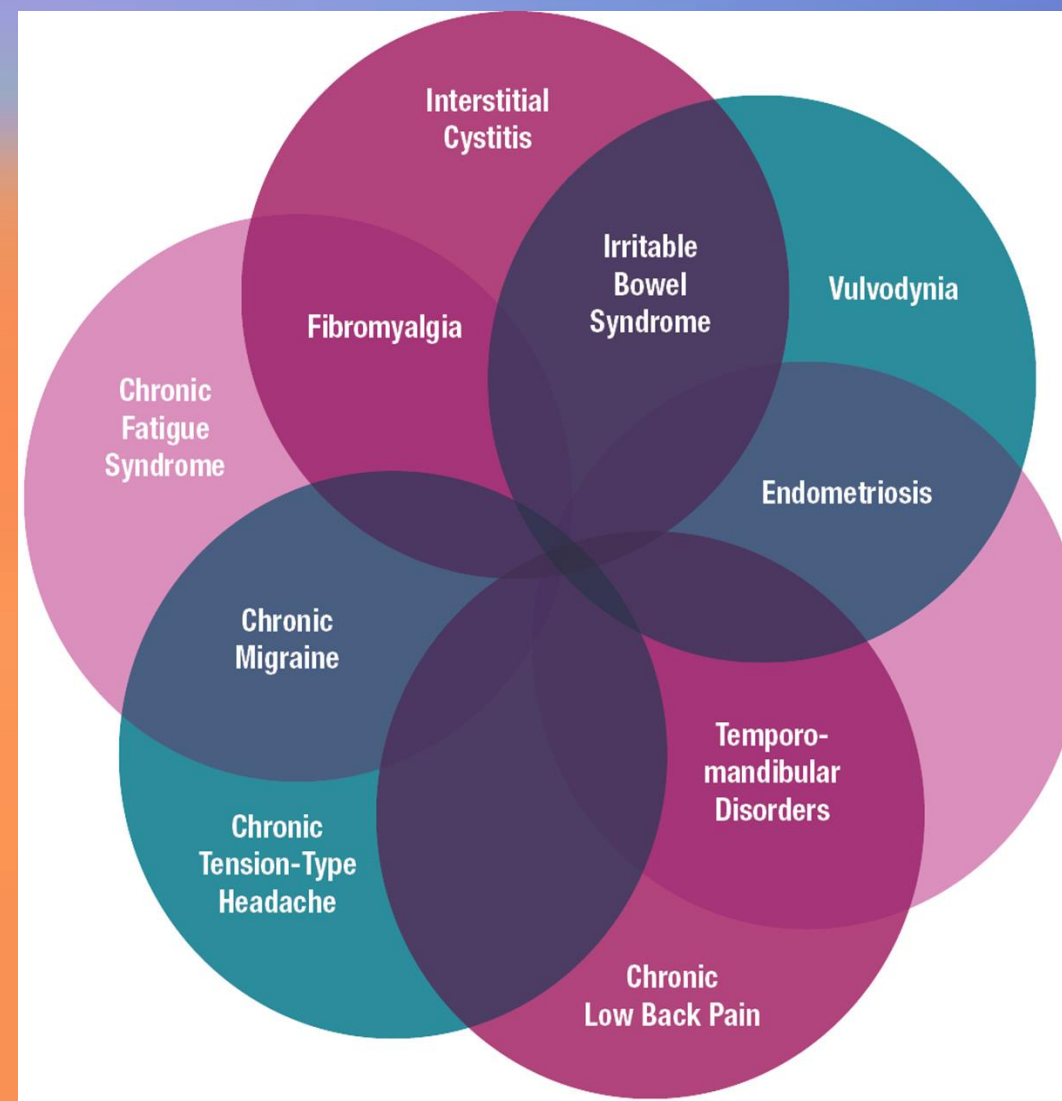 Interstitial
Cystitis
Irritable
Bowel
Syndrome
Vulvodynia
Fibromyalgia
Chronic
Fatigue
Syndrome
Endometriosis
Chronic
Migraine
Temporo-
mandibular
Disorders
Chronic
Tension-Type
Headache
Chronic
Low Back Pain